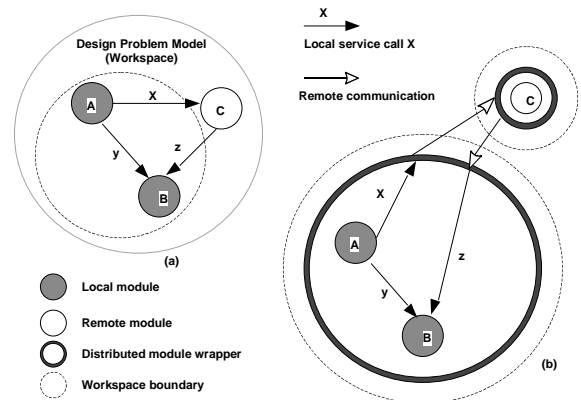 Design Problem Model
(Workspace)
A
X
C
y
z
B
(a)
X
Local service call X
Remote communication
C
X
A
z
y
B
(b)
Local module
Remote module
Distributed module wrapper
Workspace boundary